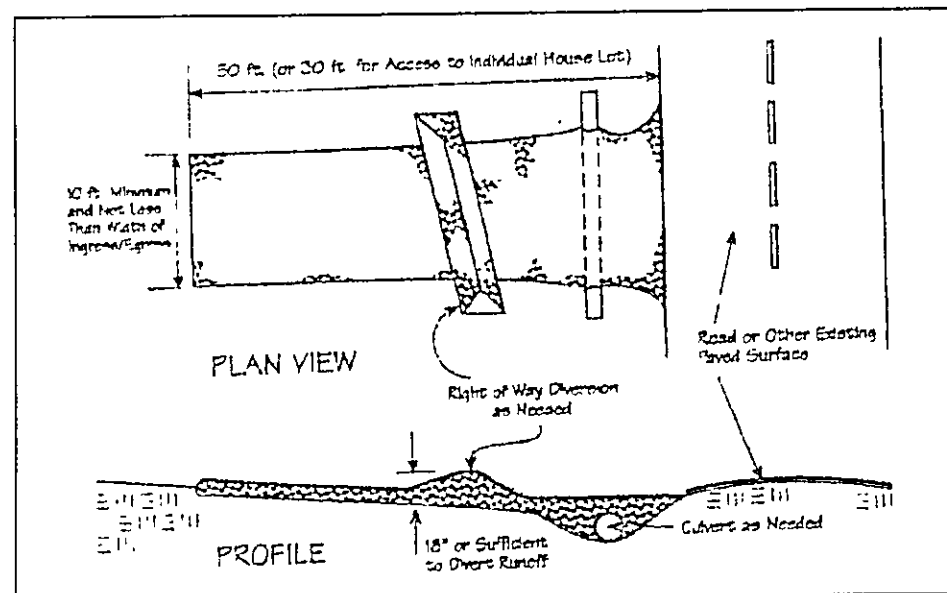 50 ft. (or 30 ft. for Access to Individual House Lot)
10 ft. Minimum
and Not Less
Than Width of
Ingress/Egress
PLAN VIEW
Right of Way Diversion
as Needed
Road or Other Existing
Paved Surface
Culvert as Needed
18" or Sufficient
to Divert Runoff
PROFILE